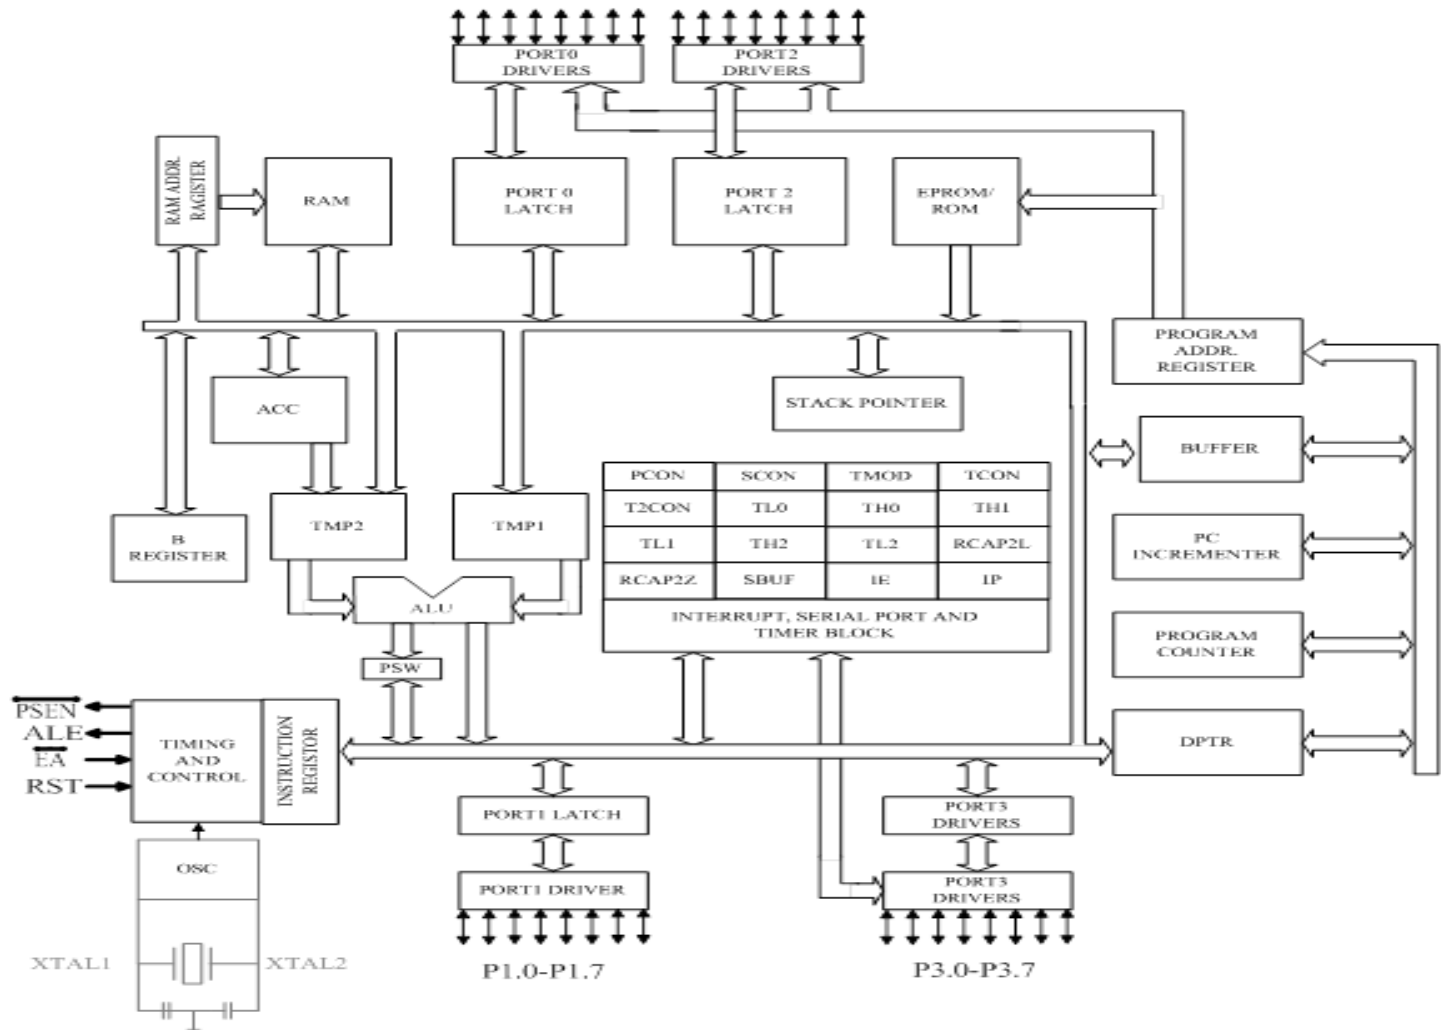 PORT0
DRIVERS
PORT2
DRIVERS
RAM ADDR.
RAGISTER
RAM
PORT 0
LATCH
PORT 2
LATCH
EPROM/
ROM
PROGRAM
ADDR.
REGISTER
ACC
STACK POINTER
BUFFER
PCON
SCON
TMOD
TCON
T2CON
TL0
TH0
TH1
TL1
TH2
TL2
RCAP2L
RCAP2Z
SBUF
IE
IP
INTERRUPT, SERIAL PORT AND
TIMER BLOCK
B
REGISTER
TMP2
TMP1
ALU
PSW
PC
INCREMENTER
PROGRAM
COUNTER
DPTR
PSEN
ALE
EA
RST
TIMING
AND
CONTROL
INSTRUCTION
REGISTOR
PORT1 LATCH
PORT3
DRIVERS
OSC
PORT1 DRIVER
PORT3
DRIVERS
XTAL1
XTAL2
P1.0-P1.7
P3.0-P3.7